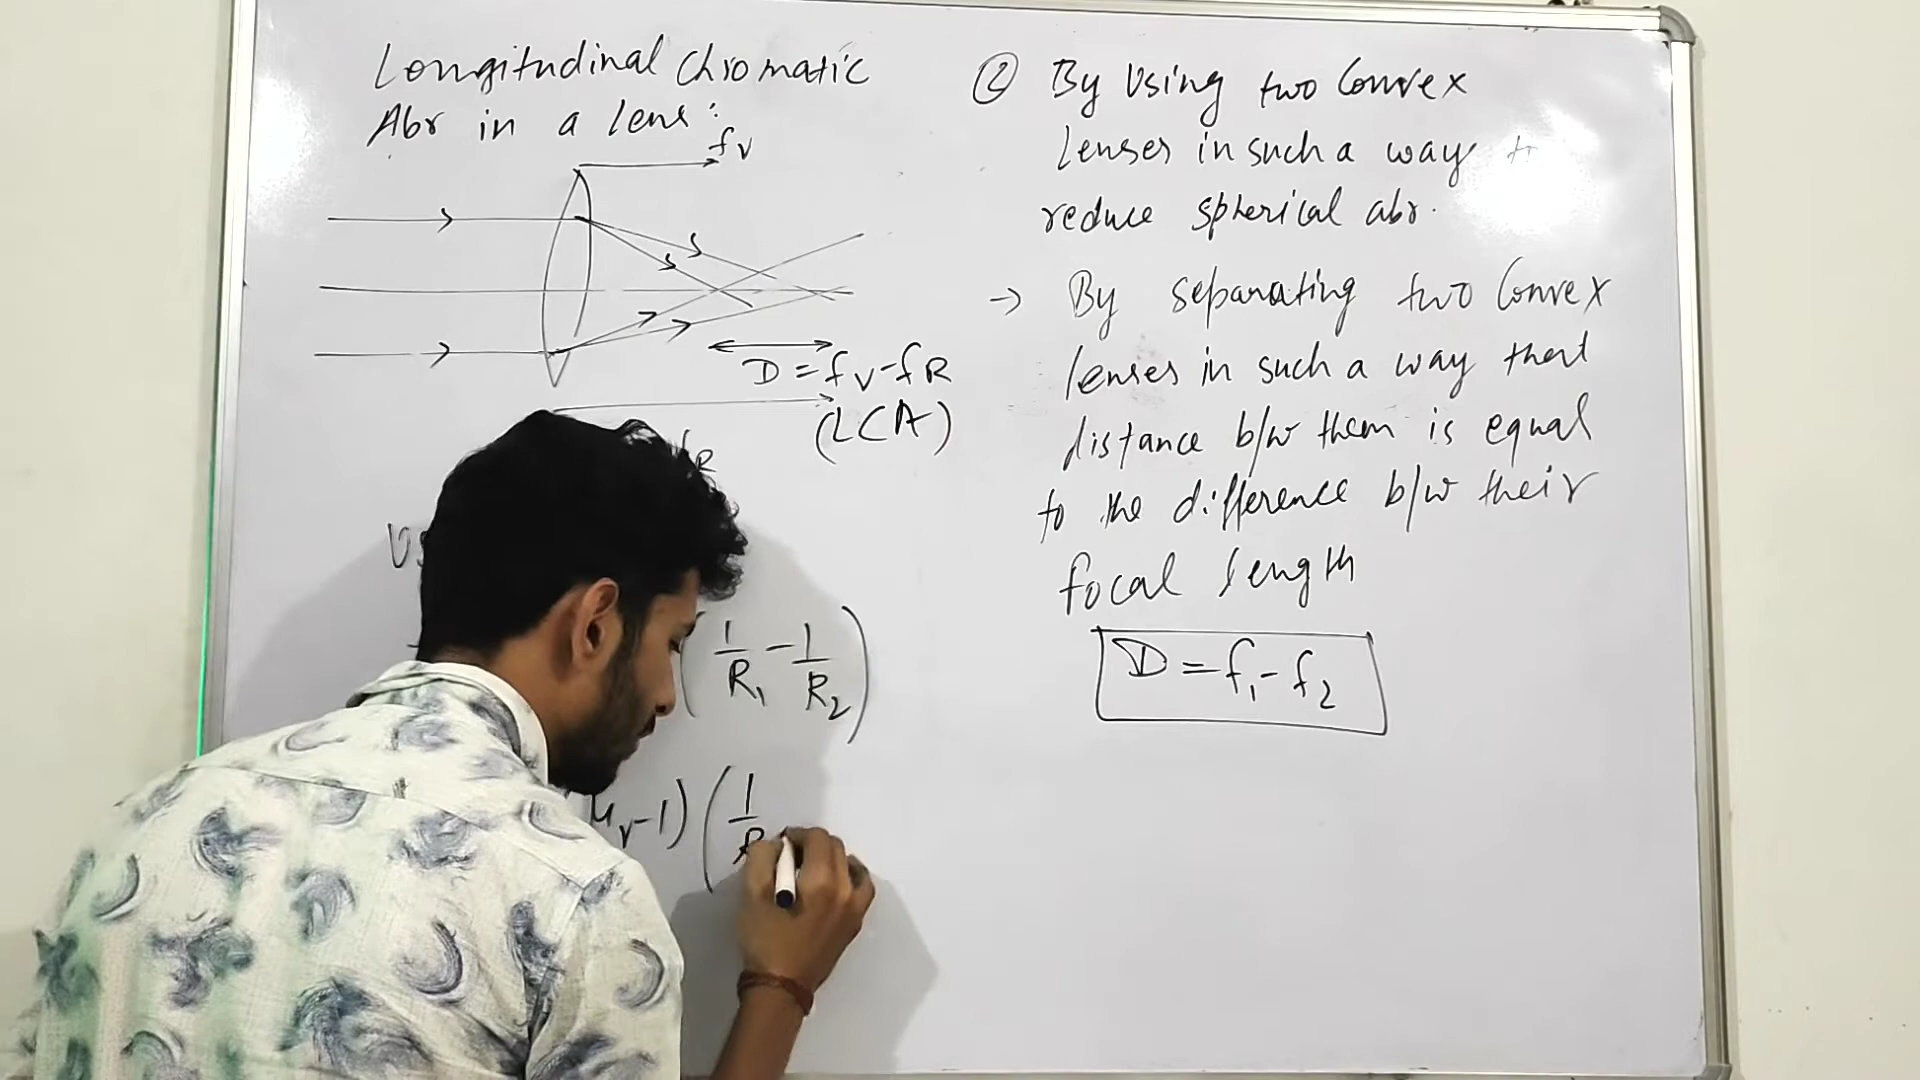 Longitudinal Chromatic
Abr in a lens:
fv
D = fv-fR
(LCA)
R
(1/R1 - 1/R2)
μv-1)(1/R
② By Using two Convex
lenses in such a way to
reduce spherical abr.
→ By separating two Convex
lenses in such a way that
distance b/w them is equal
to the difference b/w their
focal length
D = f1-f2